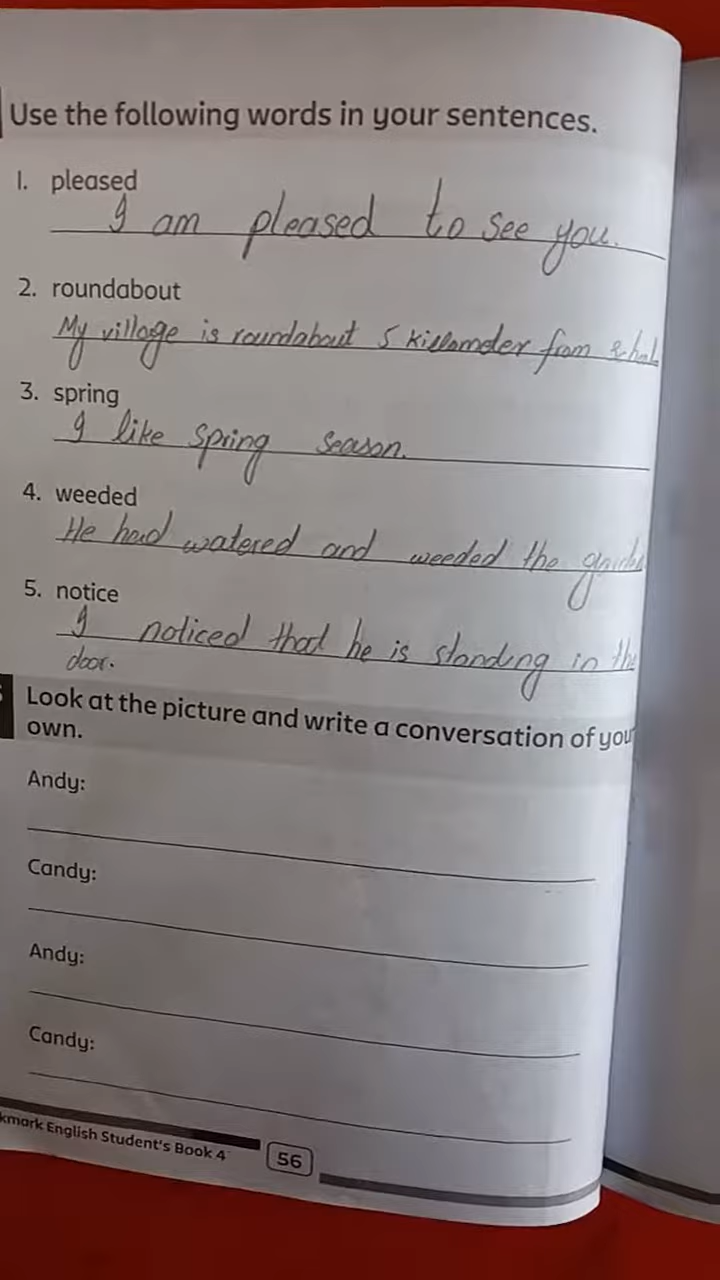 Use the following words in your sentences.
1. pleased
I am pleased to see you.
2. roundabout
My village is roundabout 5 killomder from
3. spring
I like spring season.
4. weeded
He had watered and weeded the
5. notice
I noticed that he is standing in the
door.
Look at the picture and write a conversation of you
own.
Andy:
Candy:
Andy:
Candy:
kmark English Student's Book 4
56